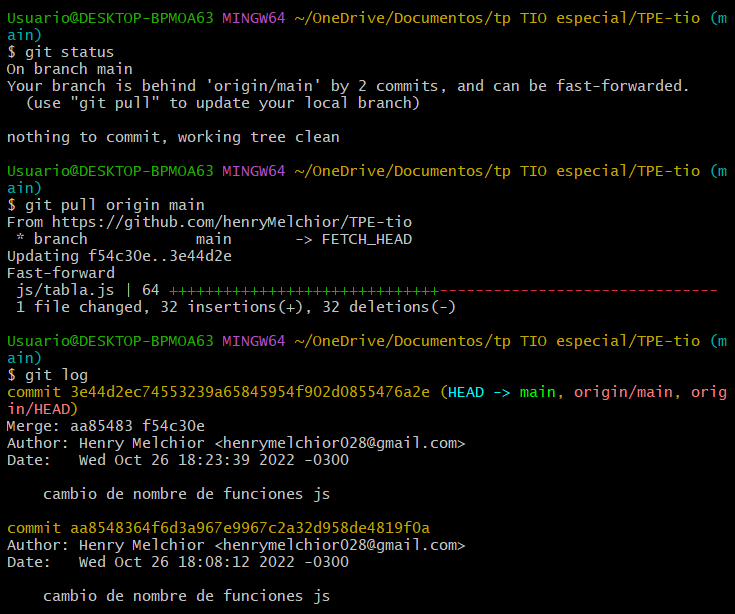 Usuario@DESKTOP-BPMOA63 MINGW64 ~/OneDrive/Documentos/tp TIO especial/TPE-tio (m
ain)
$ git status
On branch main
Your branch is behind 'origin/main' by 2 commits, and can be fast-forwarded.
  (use "git pull" to update your local branch)

nothing to commit, working tree clean

Usuario@DESKTOP-BPMOA63 MINGW64 ~/OneDrive/Documentos/tp TIO especial/TPE-tio (m
ain)
$ git pull origin main
From https://github.com/henryMelchior/TPE-tio
 * branch            main       -> FETCH_HEAD
Updating f54c30e..3e44d2e
Fast-forward
 js/tabla.js | 64 ++++++++++++++++++++++++++++++-------------------------------
 1 file changed, 32 insertions(+), 32 deletions(-)

Usuario@DESKTOP-BPMOA63 MINGW64 ~/OneDrive/Documentos/tp TIO especial/TPE-tio (m
ain)
$ git log
commit 3e44d2ec74553239a65845954f902d0855476a2e (HEAD -> main, origin/main, orig
in/HEAD)
Merge: aa85483 f54c30e
Author: Henry Melchior <henrymelchior028@gmail.com>
Date:   Wed Oct 26 18:23:39 2022 -0300

    cambio de nombre de funciones js

commit aa8548364f6d3a967e9967c2a32d958de4819f0a
Author: Henry Melchior <henrymelchior028@gmail.com>
Date:   Wed Oct 26 18:08:12 2022 -0300

    cambio de nombre de funciones js